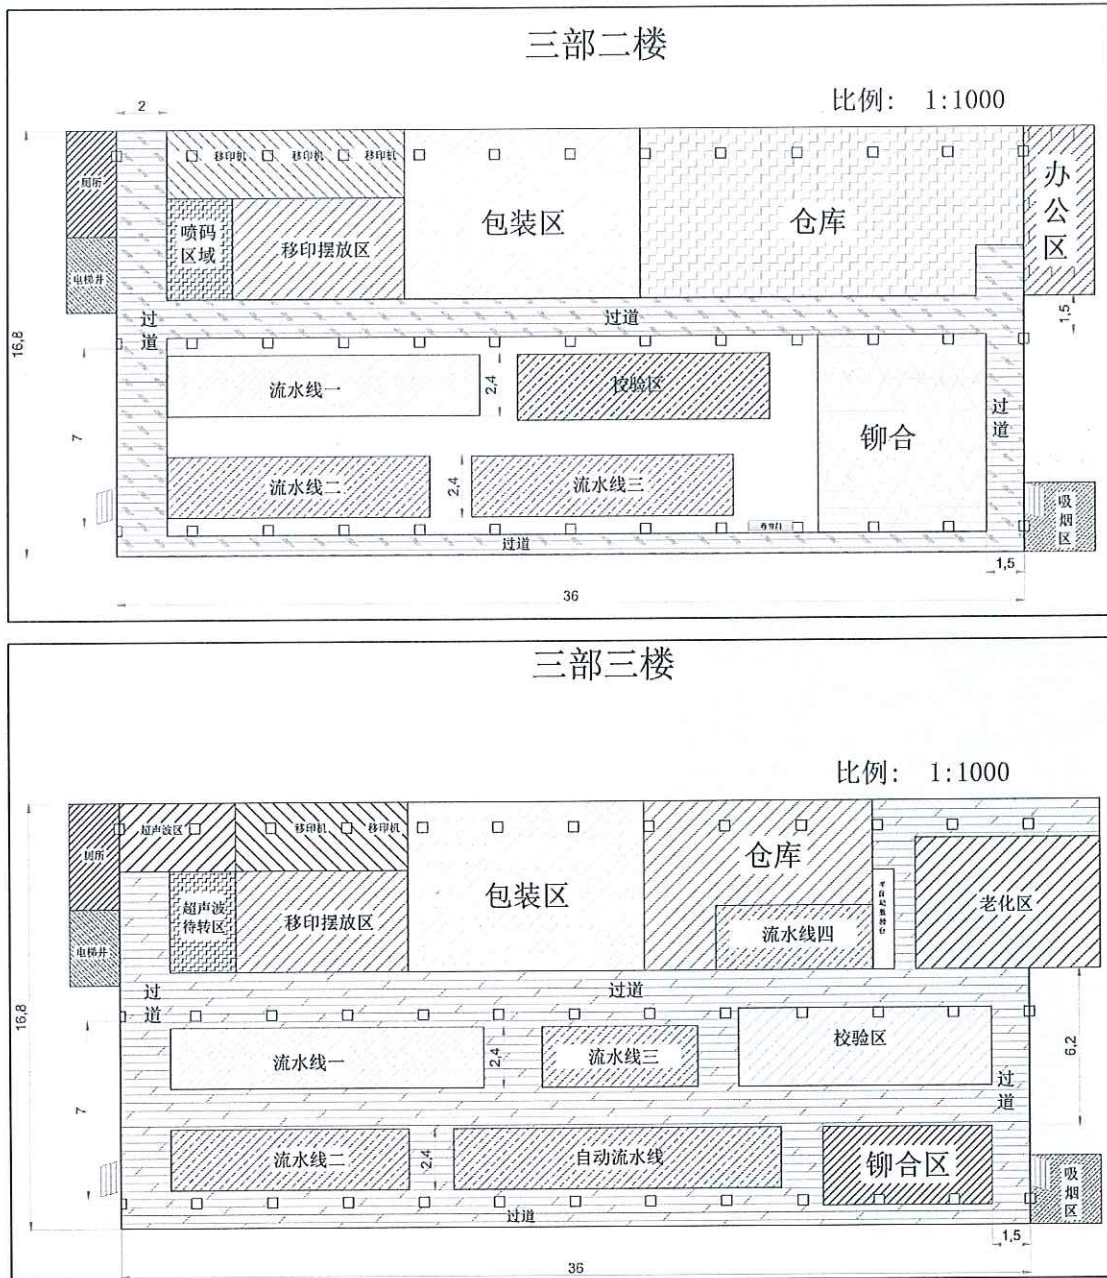 三部二楼
比例： 1:1000
2
厕所
移印机
移印机
移印机
包装区
仓库
办公区
喷码
区域
移印摆放区
电梯井
过道
过道
1,5
16,8
流水线一
2,4
校验区
铆合
过道
7
流水线二
2,4
流水线三
吸烟区
过道
1,5
36
三部三楼
比例： 1:1000
超声波区
移印机
移印机
厕所
包装区
仓库
老化区
超声波
待转区
移印摆放区
流水线四
电梯井
过道
过道
16,8
流水线一
2,4
流水线三
校验区
6,2
过道
7
流水线二
2,4
自动流水线
铆合区
吸烟区
过道
1,5
36